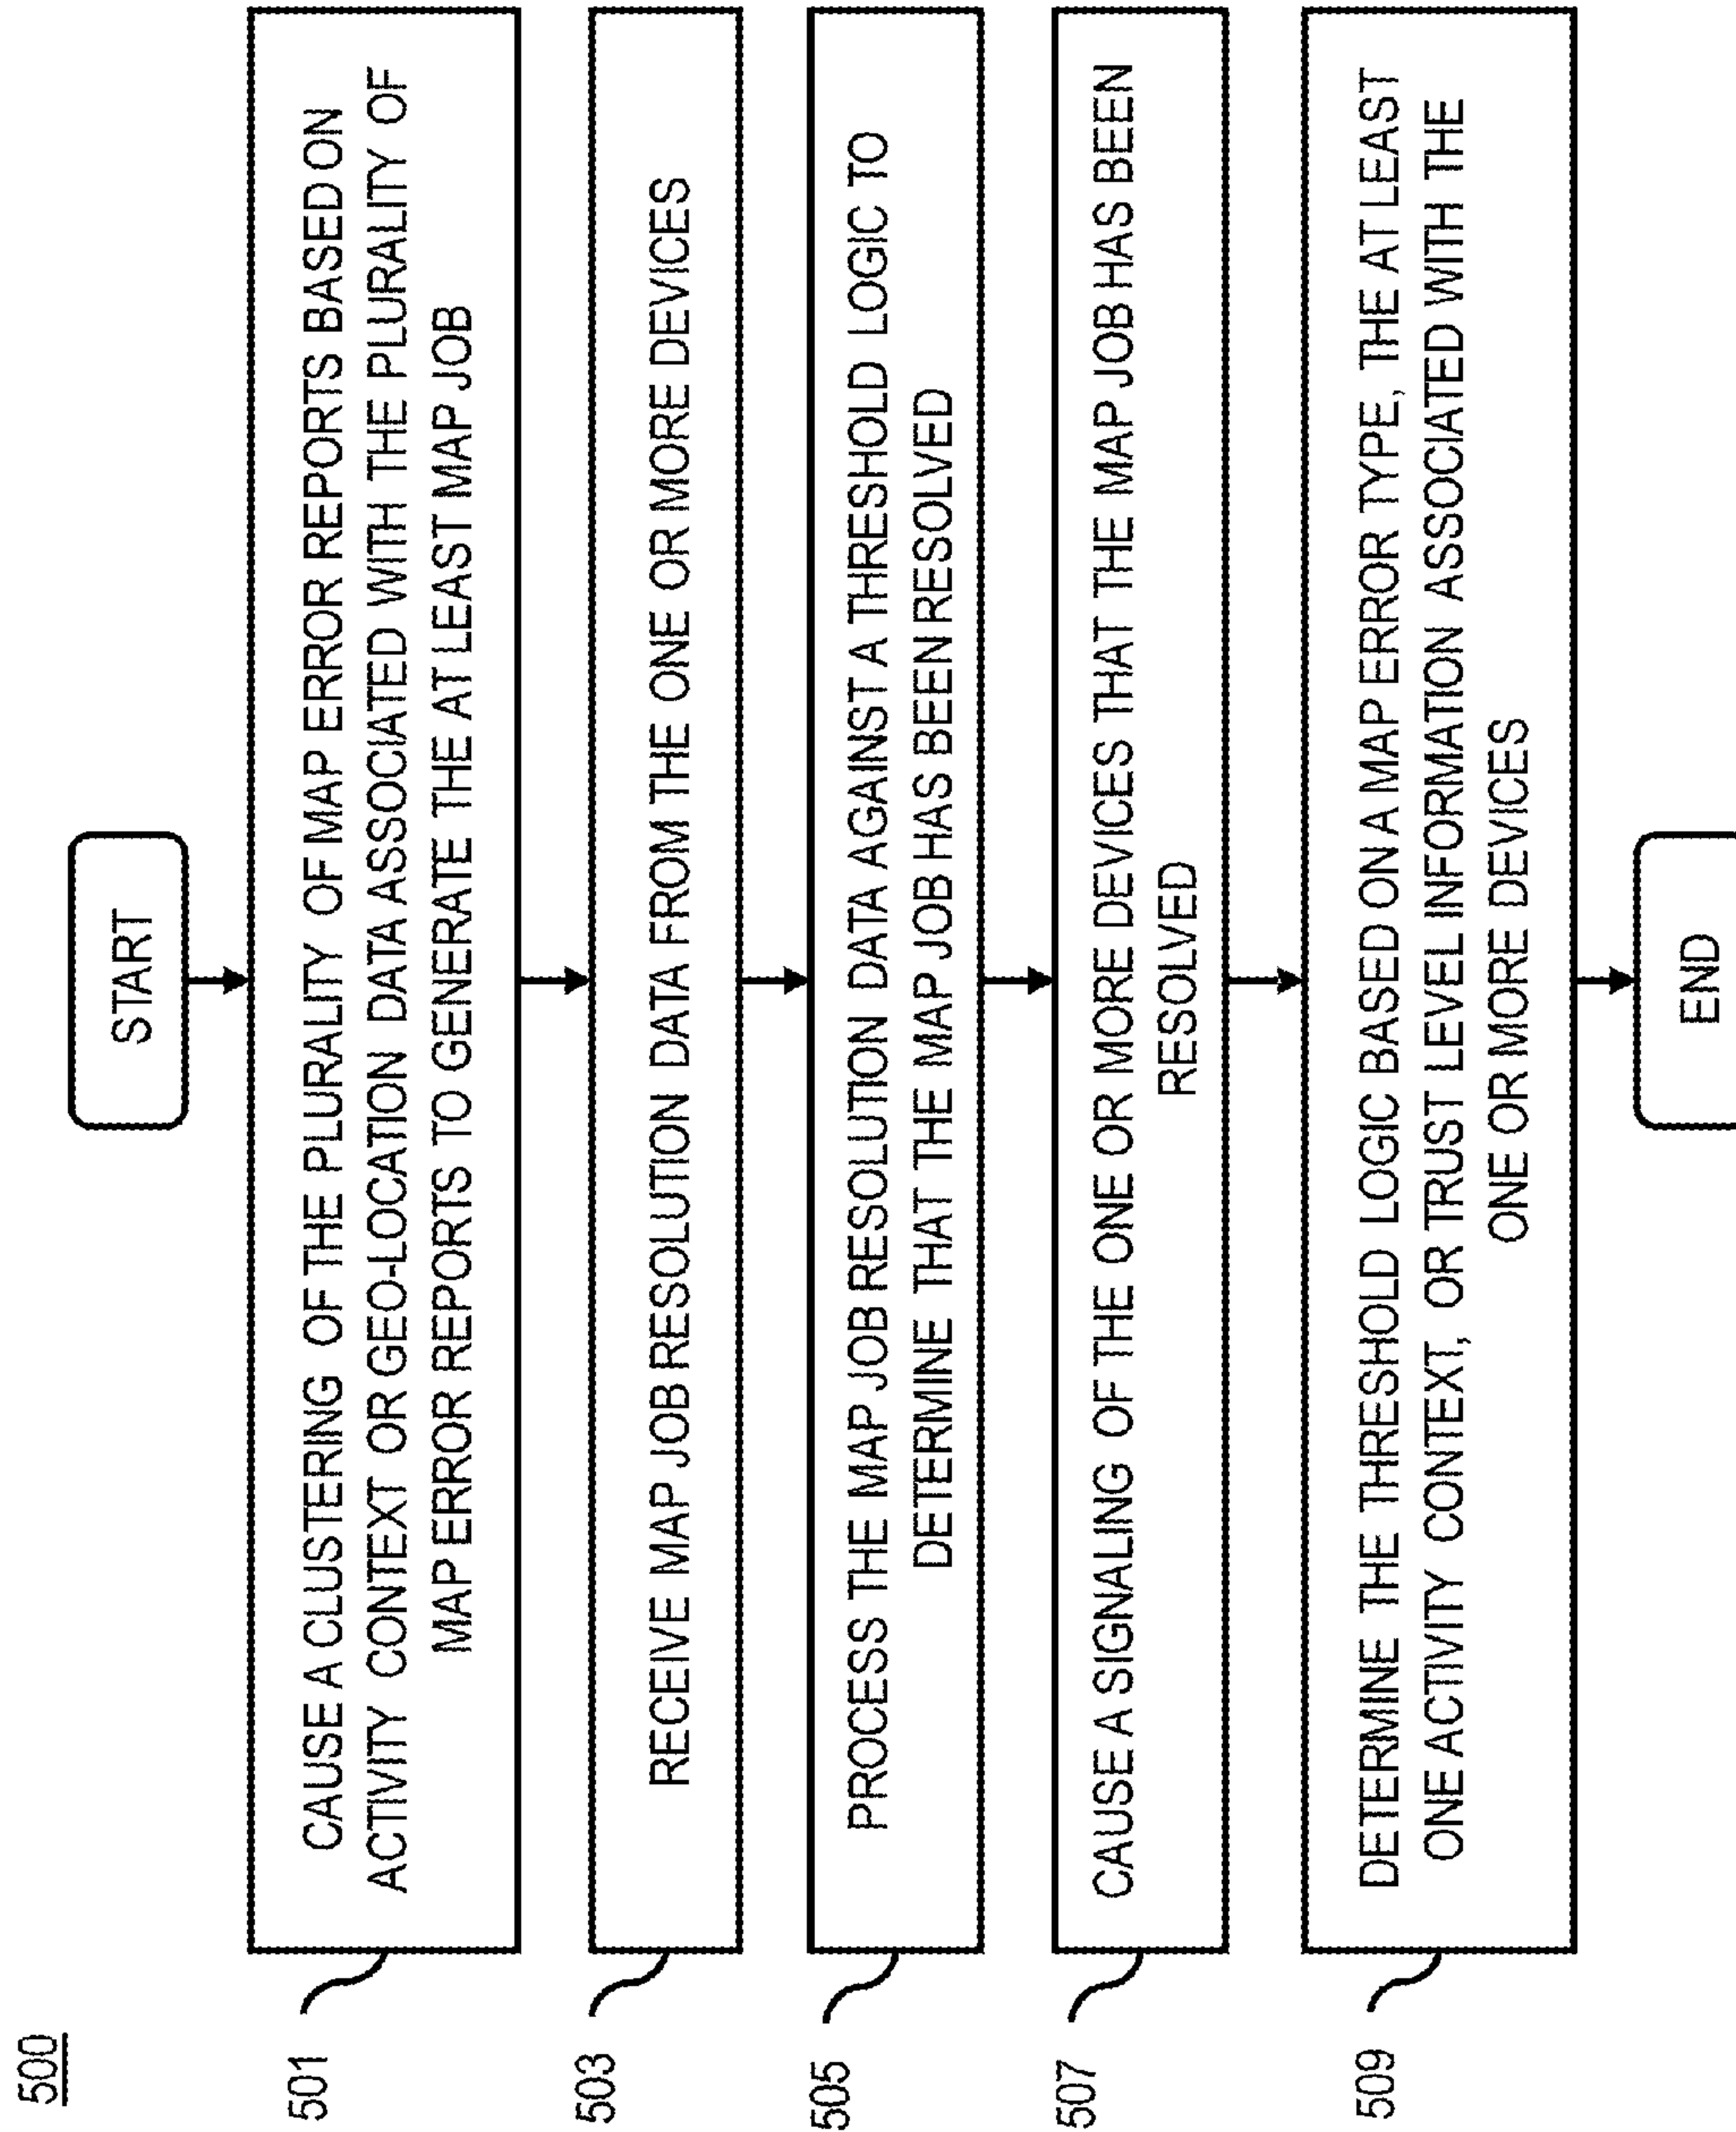 500
START
501
CAUSE A CLUSTERING OF THE PLURALITY OF MAP ERROR REPORTS BASED ON
ACTIVITY CONTEXT OR GEO-LOCATION DATA ASSOCIATED WITH THE PLURALITY OF
MAP ERROR REPORTS TO GENERATE THE AT LEAST MAP JOB
503
RECEIVE MAP JOB RESOLUTION DATA FROM THE ONE OR MORE DEVICES
505
PROCESS THE MAP JOB RESOLUTION DATA AGAINST A THRESHOLD LOGIC TO
DETERMINE THAT THE MAP JOB HAS BEEN RESOLVED
507
CAUSE A SIGNALING OF THE ONE OR MORE DEVICES THAT THE MAP JOB HAS BEEN
RESOLVED
509
DETERMINE THE THRESHOLD LOGIC BASED ON A MAP ERROR TYPE, THE AT LEAST
ONE ACTIVITY CONTEXT, OR TRUST LEVEL INFORMATION ASSOCIATED WITH THE
ONE OR MORE DEVICES
END